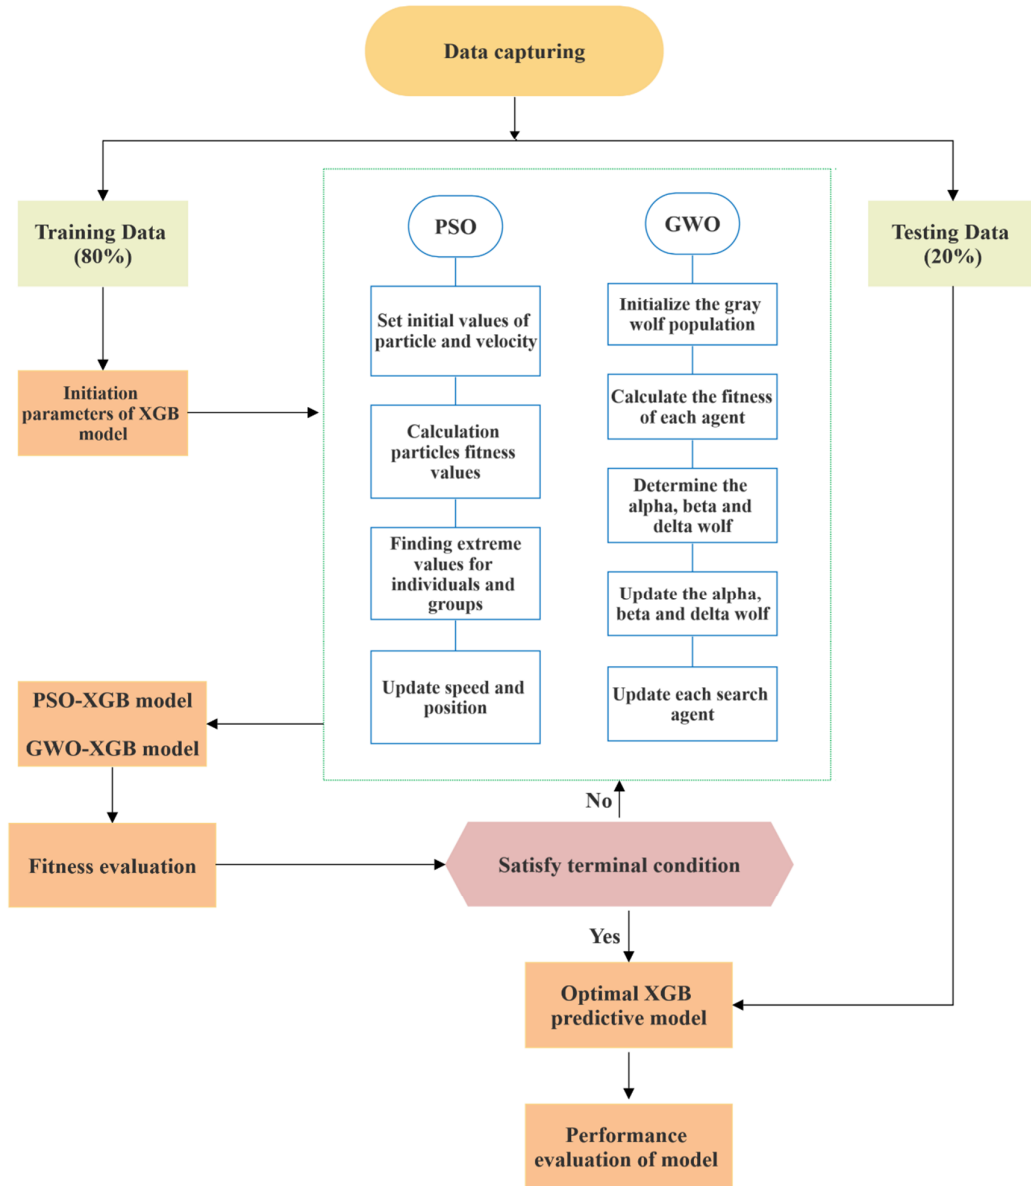 Data capturing
Training Data
(80%)
Initiation
parameters of XGB
model
PSO
Set initial values of
particle and velocity
Calculation
particles fitness
values
Finding extreme
values for
individuals and
groups
Update speed and
position
GWO
Initialize the gray
wolf population
Calculate the fitness
of each agent
Determine the
alpha, beta and
delta wolf
Update the alpha,
beta and delta wolf
Update each search
agent
Testing Data
(20%)
PSO-XGB model
GWO-XGB model
Fitness evaluation
No
Satisfy terminal condition
Yes
Optimal XGB
predictive model
Performance
evaluation of model